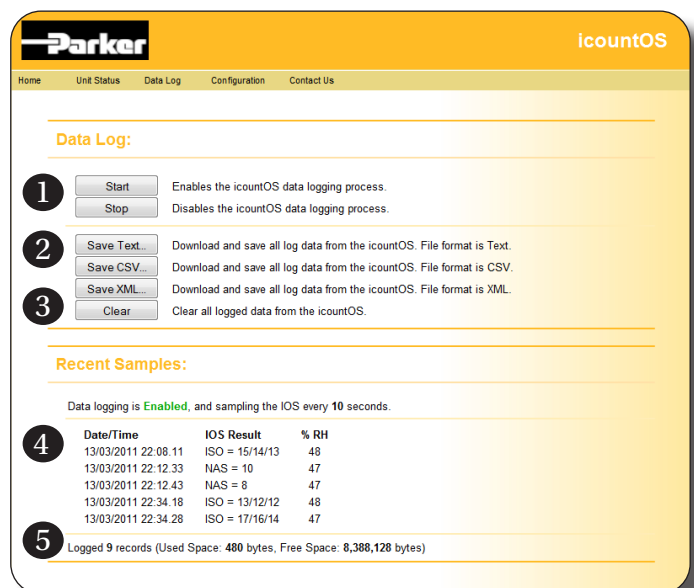 Parker
icountOS
Home Unit Status Data Log Configuration Contact Us
Data Log:
1 Start Enables the icountOS data logging process.
Stop Disables the icountOS data logging process.
2 Save Text... Download and save all log data from the icountOS. File format is Text.
Save CSV... Download and save all log data from the icountOS. File format is CSV.
Save XML... Download and save all log data from the icountOS. File format is XML.
3 Clear Clear all logged data from the icountOS.
Recent Samples:
Data logging is Enabled, and sampling the IOS every 10 seconds.
4 Date/Time IOS Result % RH
13/03/2011 22:08.11 ISO = 15/14/13 48
13/03/2011 22:12.33 NAS = 10 47
13/03/2011 22:12.43 NAS = 8 47
13/03/2011 22:34.18 ISO = 13/12/12 48
13/03/2011 22:34.28 ISO = 17/16/14 47
5 Logged 9 records (Used Space: 480 bytes, Free Space: 8,388,128 bytes)